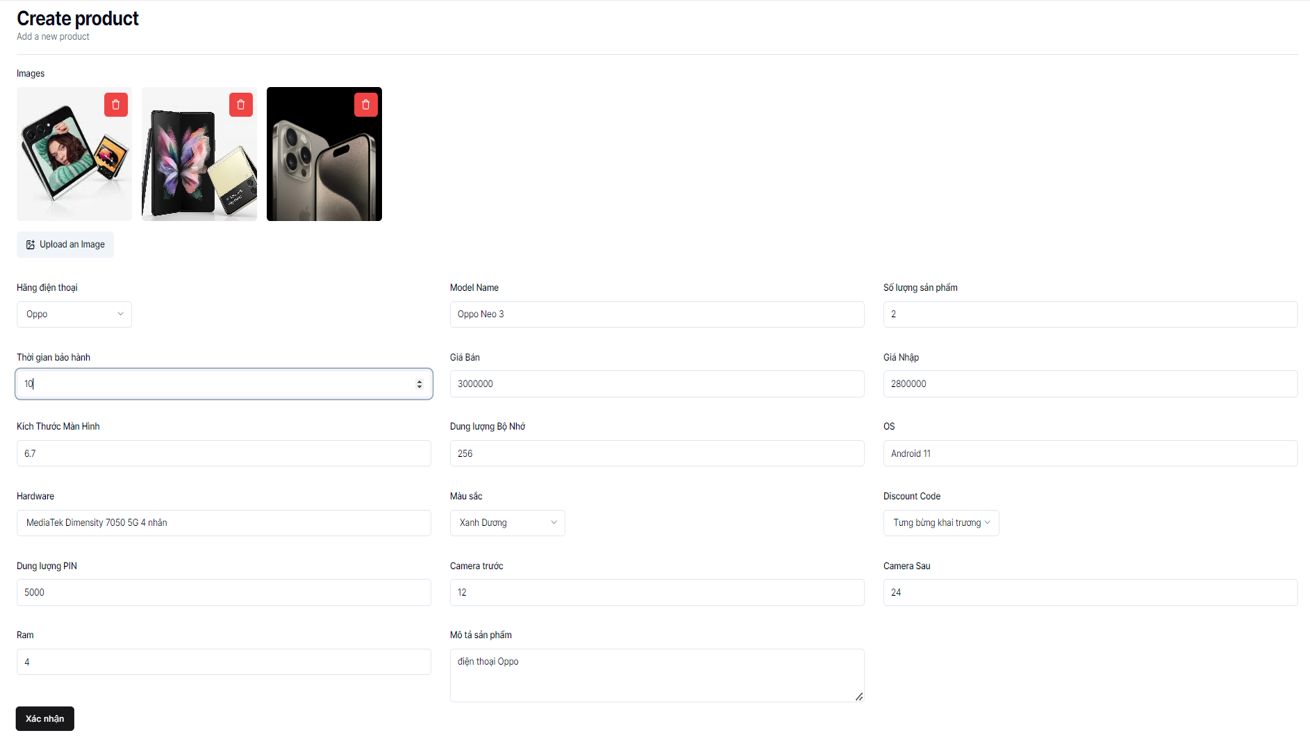 Create product
Add a new product
Images
Upload an Image
Hãng điện thoại
Model Name
Số lượng sản phẩm
Oppo
Oppo Neo 3
2
Thời gian bảo hành
Giá Bán
Giá Nhập
10
3000000
2800000
Kích Thước Màn Hình
Dung lượng Bộ Nhớ
OS
6.7
256
Android 11
Hardware
Màu sắc
Discount Code
MediaTek Dimensity 7050 5G 4 nhân
Xanh Dương
Tưng bừng khai trương
Dung lượng PIN
Camera trước
Camera Sau
5000
12
24
Ram
Mô tả sản phẩm
4
điện thoại Oppo
Xác nhận